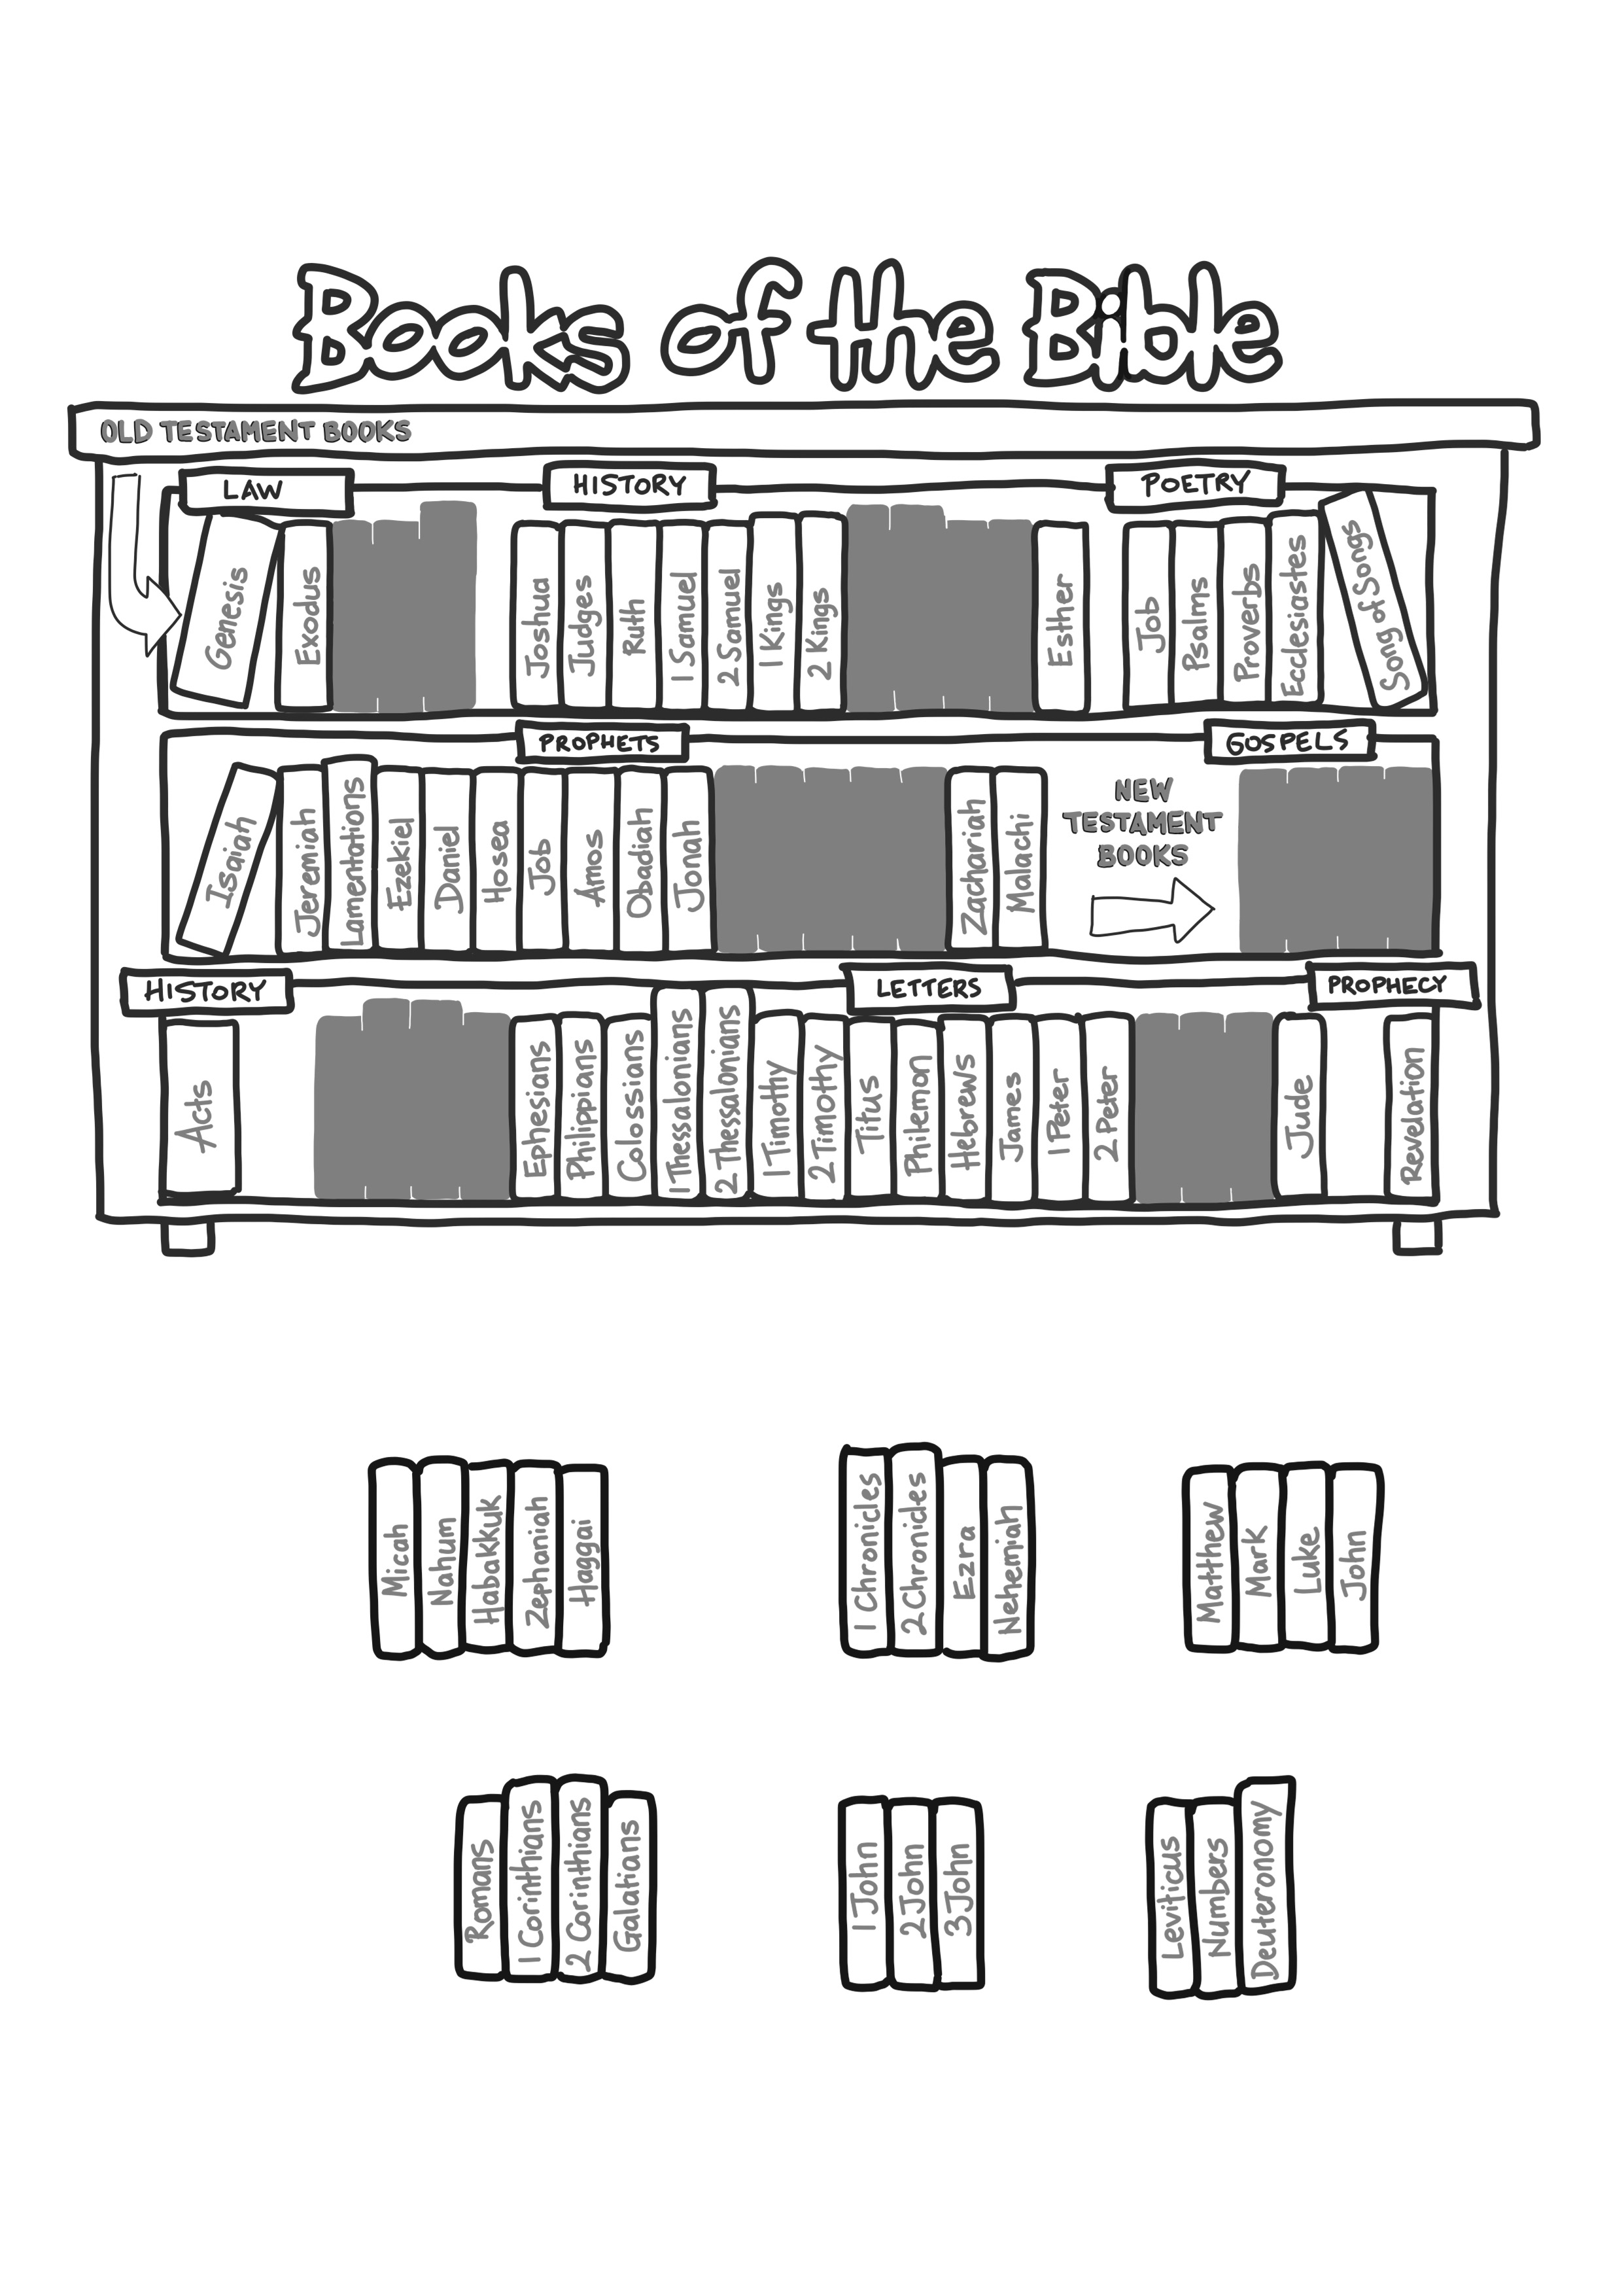 Books of the Bible
OLD TESTAMENT BOOKS
LAW
HISTORY
POETRY
Genesis
Exodus
Joshua
Judges
Ruth
1 Samuel
2 Samuel
1 Kings
2 Kings
Esther
Job
Psalms
Proverbs
Ecclesiastes
Song of Songs
PROPHETS
GOSPELS
Isaiah
Jeremiah
Lamentations
Ezekiel
Daniel
Hosea
Job
Amos
Obadiah
Jonah
Zachariah
Malachi
NEW
TESTAMENT
BOOKS
HISTORY
LETTERS
PROPHECY
Acts
Ephesians
Philippians
Colossians
1 Thessalonians
2 Thessalonians
1 Timothy
2 Timothy
Titus
Philemon
Hebrews
James
1 Peter
2 Peter
Jude
Revelation
Micah
Nahum
Habakkuk
Zephaniah
Haggai
1 Chronicles
2 Chronicles
Ezra
Nehemiah
Matthew
Mark
Luke
John
Romans
1 Corinthians
2 Corinthians
Galatians
1 John
2 John
3 John
Leviticus
Numbers
Deuteronomy